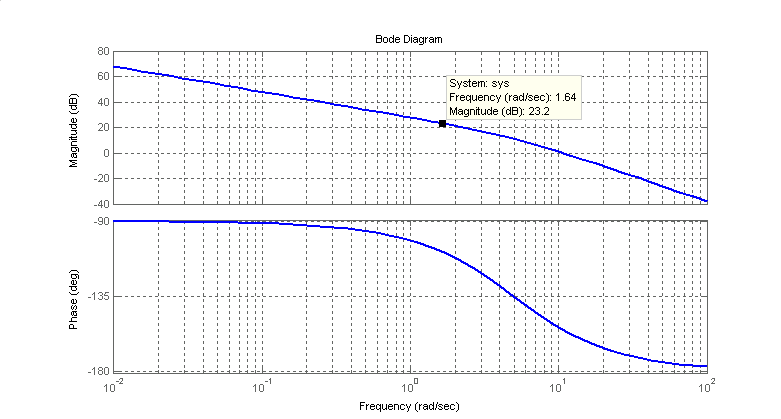 Bode Diagram
80
60
40
20
0
-20
-40
Magnitude (dB)
System: sys
Frequency (rad/sec): 1.64
Magnitude (dB): 23.2
-90
-135
-180
Phase (deg)
10^-2
10^-1
10^0
10^1
10^2
Frequency (rad/sec)